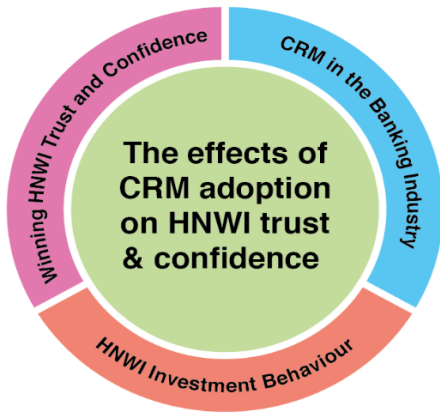 Winning HNWI Trust and Confidence
CRM in the Banking Industry
The effects of
CRM adoption
on HNWI trust
& confidence
HNWI Investment Behaviour